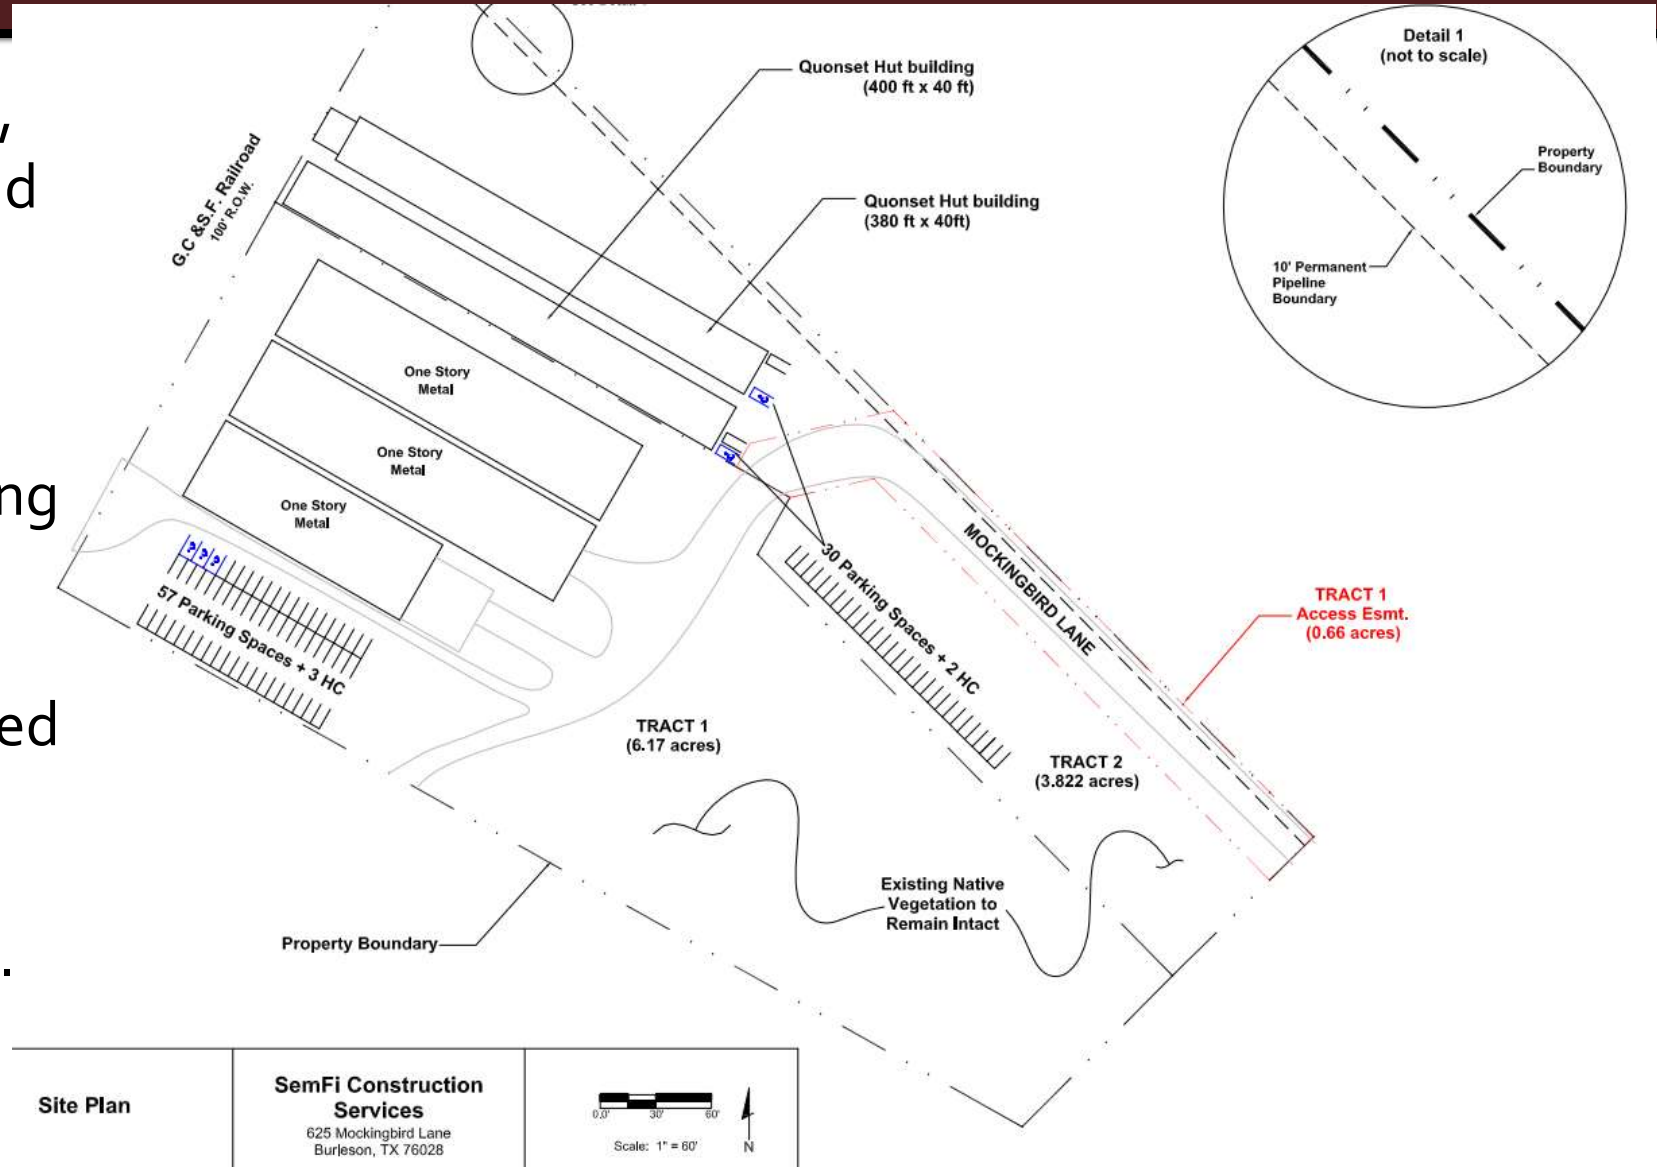 Quonset Hut building
(400 ft x 40 ft)
Detail 1
(not to scale)
Property
Boundary
10' Permanent
Pipeline
Boundary
,
d
G.C &S.F. Railroad
100' R.O.W.
Quonset Hut building
(380 ft x 40ft)
One Story
Metal
One Story
Metal
One Story
Metal
ng
? ? ?
57 Parking Spaces + 3 HC
30 Parking Spaces + 2 HC
MOCKINGBIRD LANE
TRACT 1
Access Esmt.
(0.66 acres)
ed
TRACT 1
(6.17 acres)
TRACT 2
(3.822 acres)
Existing Native
Vegetation to
Remain Intact
Property Boundary
.
Site Plan
SemFi Construction
Services
625 Mockingbird Lane
Burleson, TX 76028
0.0' 30' 60'
Scale: 1" = 60'
N